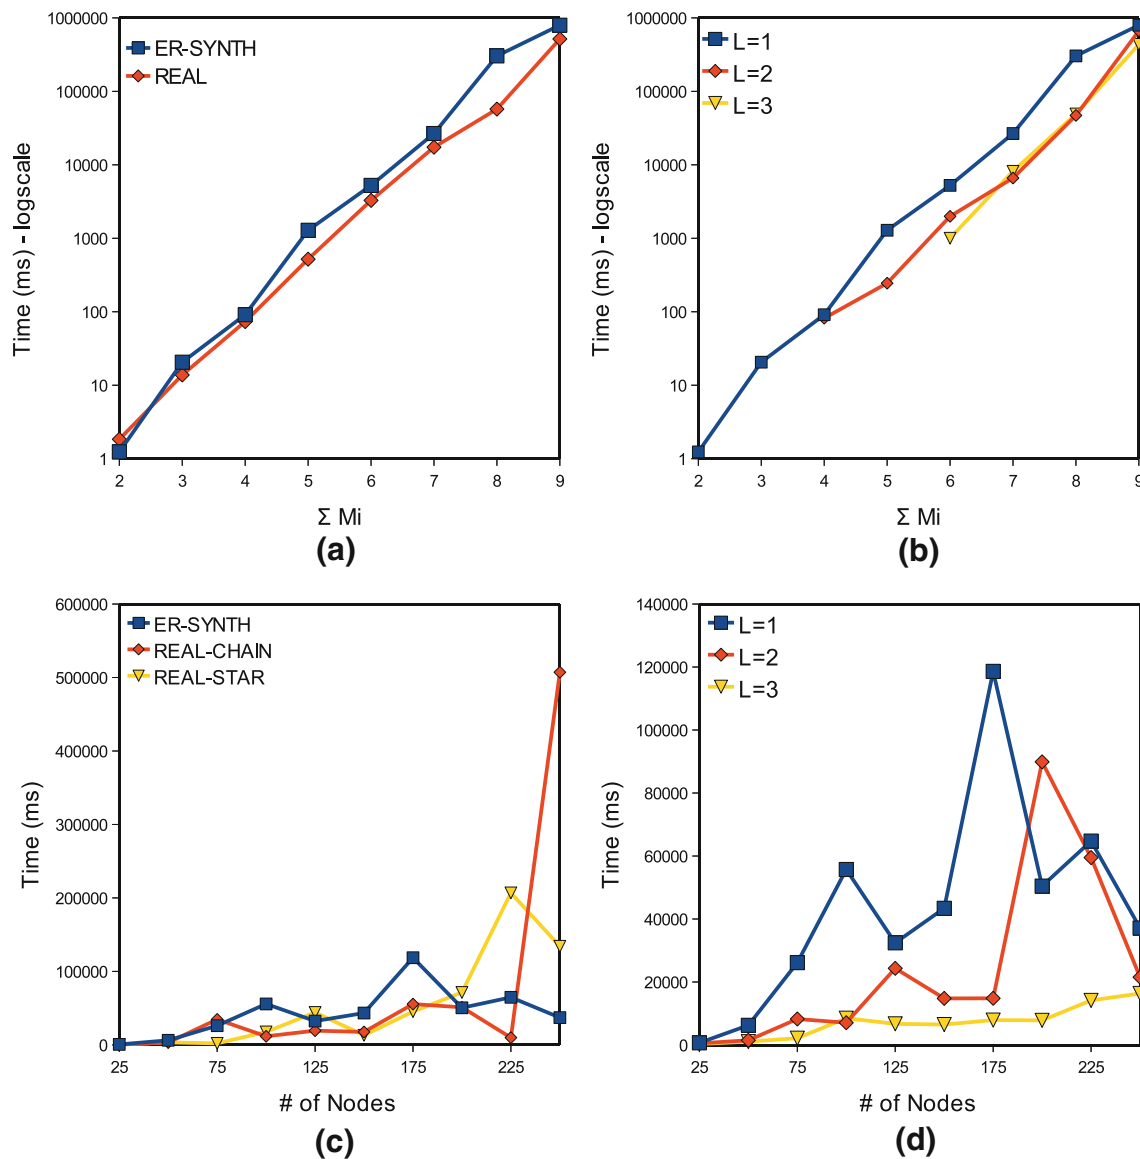 1000000
100000
10000
1000
100
10
1
Time (ms) - logscale
ER-SYNTH
REAL
2 3 4 5 6 7 8 9
Σ Mi
(a)
1000000
100000
10000
1000
100
10
1
Time (ms) - logscale
L=1
L=2
L=3
2 3 4 5 6 7 8 9
Σ Mi
(b)
600000
500000
400000
300000
200000
100000
0
Time (ms)
ER-SYNTH
REAL-CHAIN
REAL-STAR
25 75 125 175 225
# of Nodes
(c)
140000
120000
100000
80000
60000
40000
20000
0
Time (ms)
L=1
L=2
L=3
25 75 125 175 225
# of Nodes
(d)